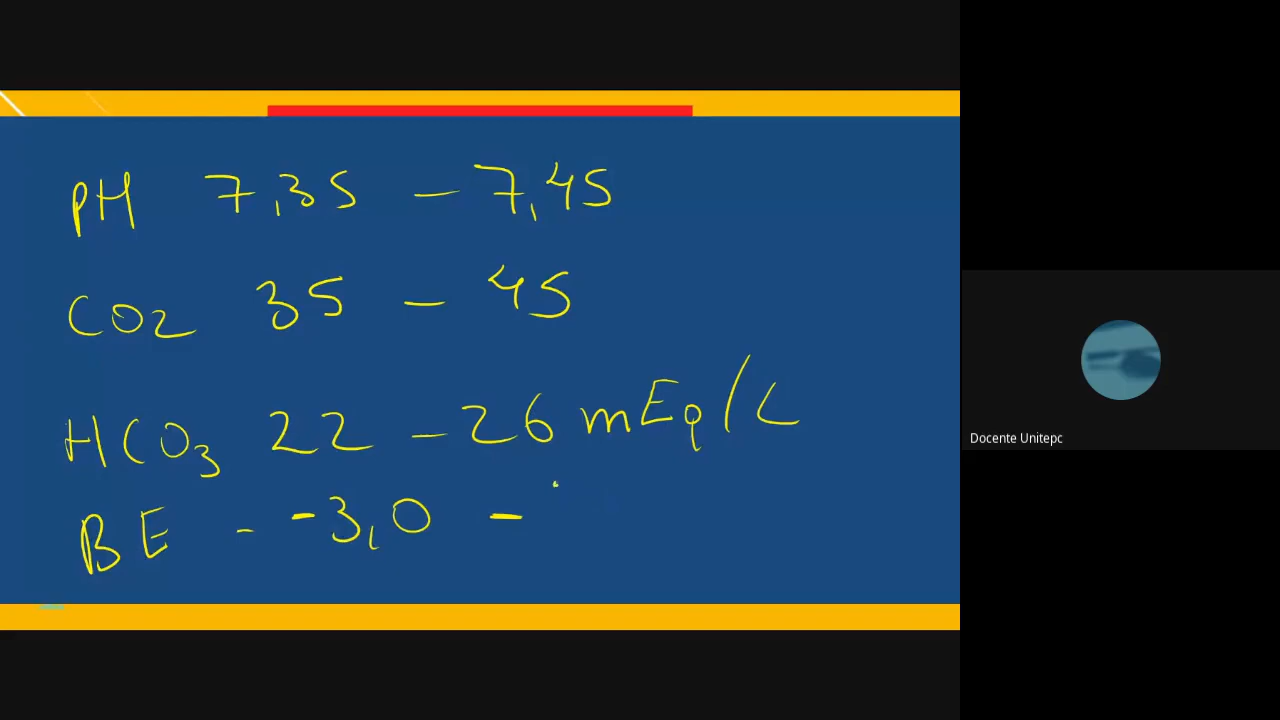 PH 7,35 - 7,45
CO2 35 - 45
HCO3 22 - 26 mEq/L
BE - -3,0 -
Docente Unitepc